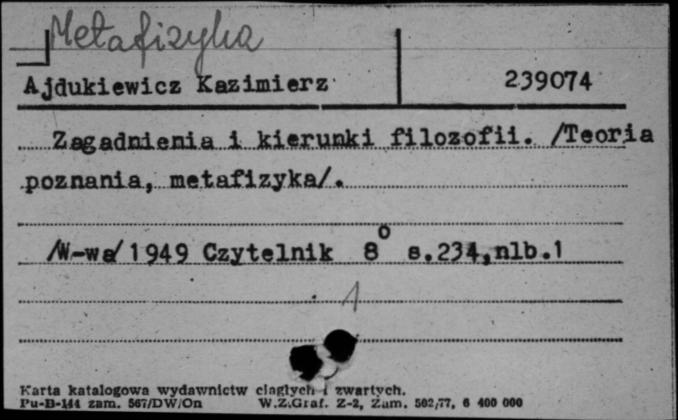 Metafizyka
Ajdukiewicz Kazimierz 239074
Zagadnienia i kierunki filozofii. /Teoria
poznania, metafizyka/.
/W-wa/ 1949 Czytelnik 8° s.234,nlb.1
1
Karta katalogowa wydawnictw ciągłych i zwartych.
Pu-B-144 zam. 567/DW/On W.Z.Graf. Z-2, Zam. 502/77, 6 400 000